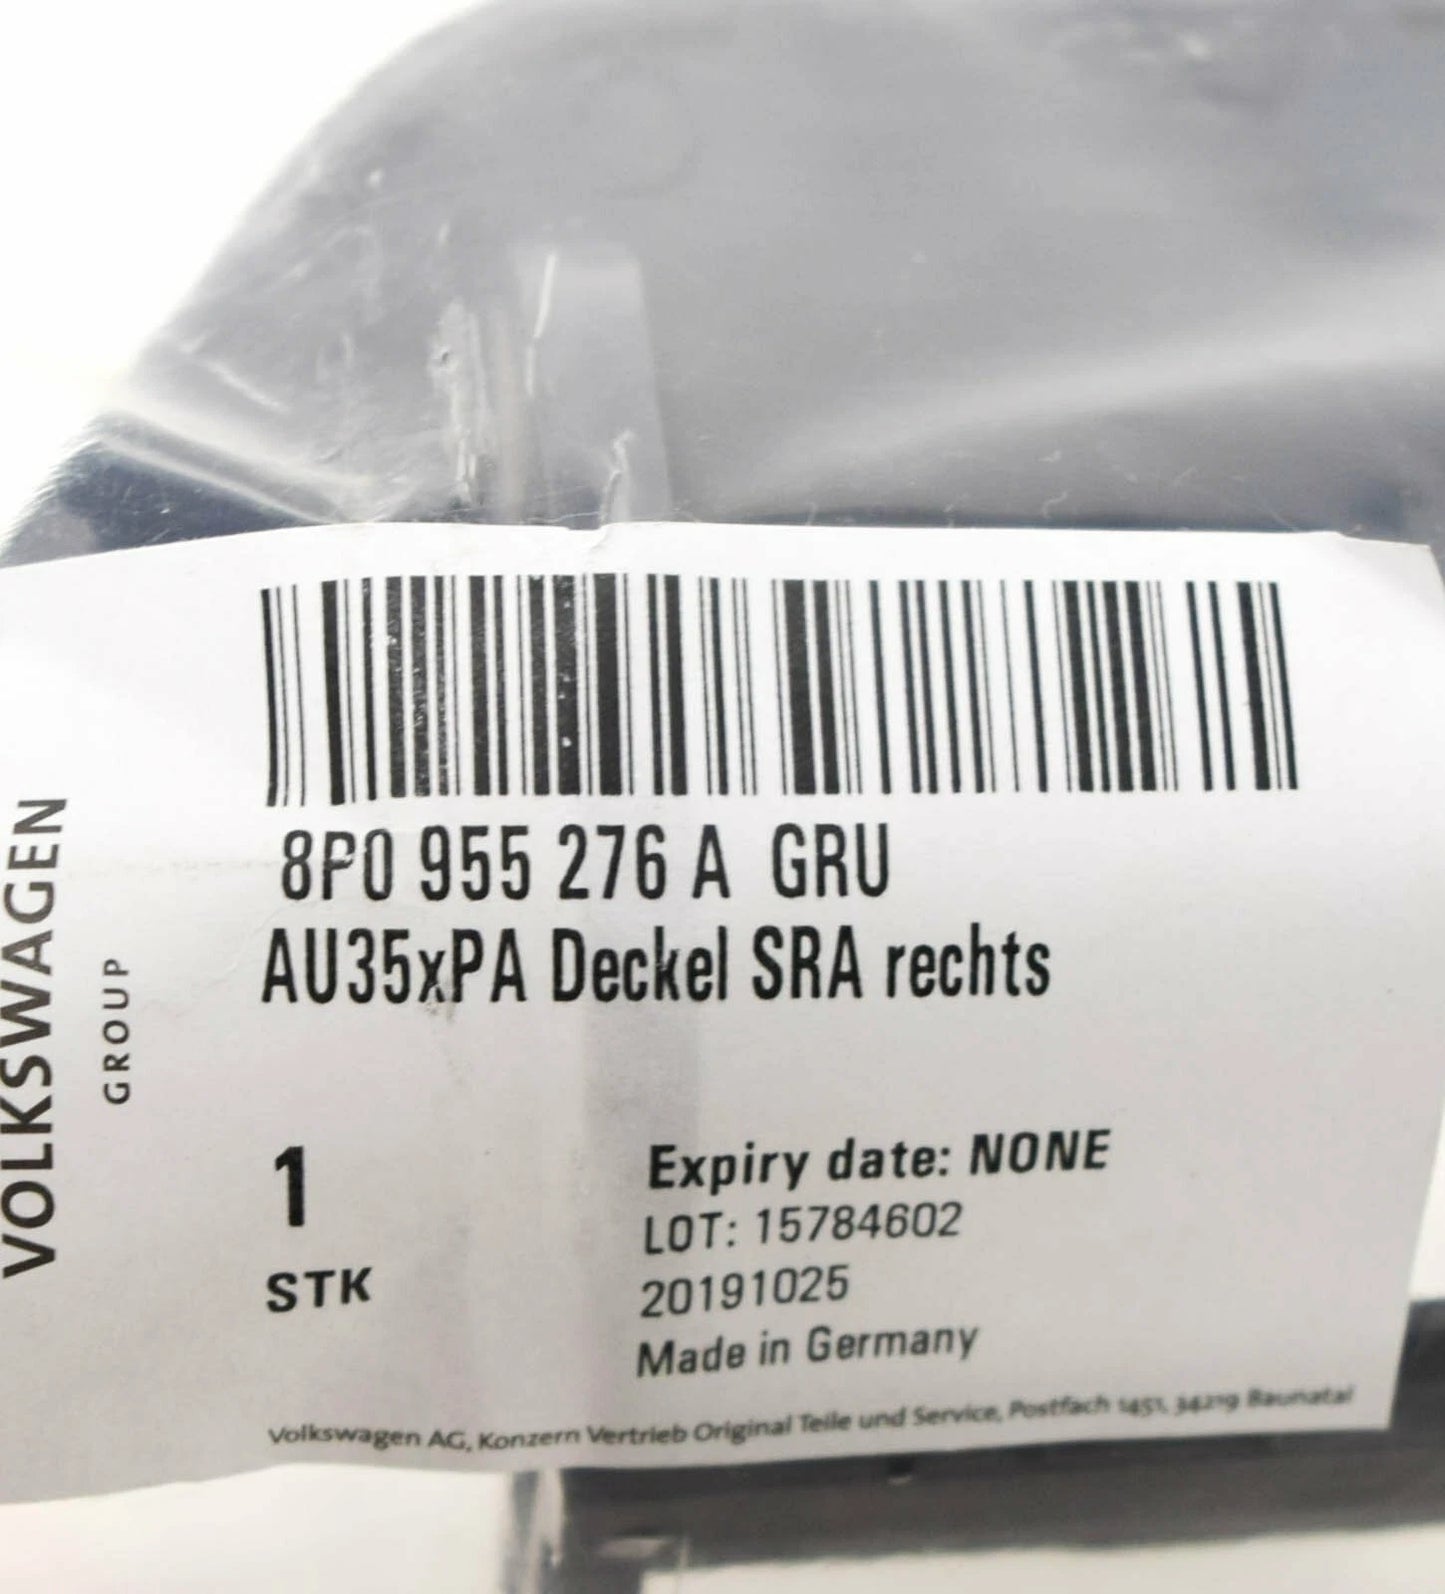 VOLKSWAGEN
GROUP
8P0 955 276 A GRU
AU35xPA Deckel SRA rechts
1
STK
Expiry date: NONE
LOT: 15784602
20191025
Made in Germany
Volkswagen AG, Konzern Vertrieb Original Teile und Service, Postfach 1451, 34219 Baunatal